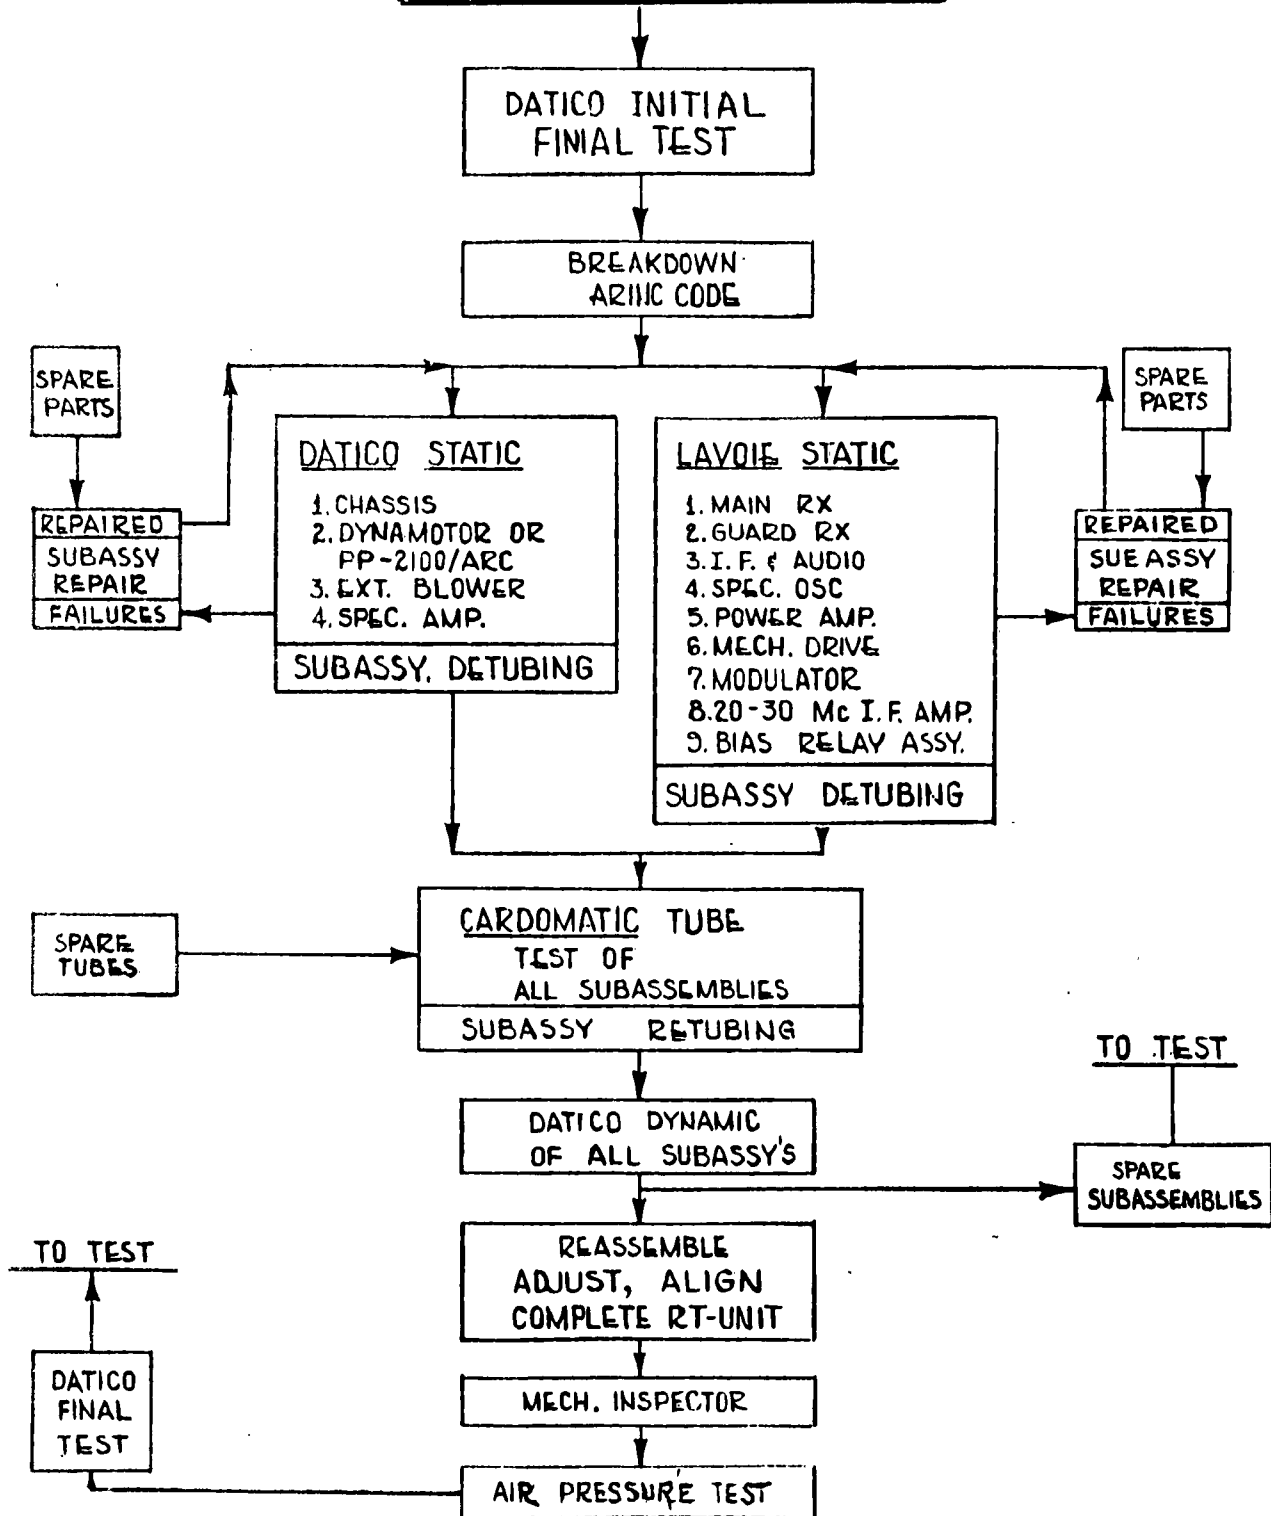 DATICO INITIAL
FINIAL TEST
BREAKDOWN
ARINC CODE
SPARE
PARTS
REPAIRED
SUBASSY
REPAIR
FAILURES
DATICO STATIC
1. CHASSIS
2. DYNAMOTOR OR
PP-2100/ARC
3. EXT. BLOWER
4. SPEC. AMP.
SUBASSY. DETUBING
LAVOIE STATIC
1. MAIN RX
2. GUARD RX
3. I.F. & AUDIO
4. SPEC. OSC
5. POWER AMP.
6. MECH. DRIVE
7. MODULATOR
8. 20-30 Mc I.F. AMP.
9. BIAS RELAY ASSY.
SUBASSY DETUBING
SPARE
PARTS
REPAIRED
SUEASSY
REPAIR
FAILURES
SPARE
TUBES
CARDOMATIC TUBE
TEST OF
ALL SUBASSEMBLIES
SUBASSY RETUBING
DATICO DYNAMIC
OF ALL SUBASSY'S
TO TEST
SPARE
SUBASSEMBLIES
REASSEMBLE
ADJUST, ALIGN
COMPLETE RT-UNIT
MECH. INSPECTOR
AIR PRESSURE TEST
TO TEST
DATICO
FINAL
TEST